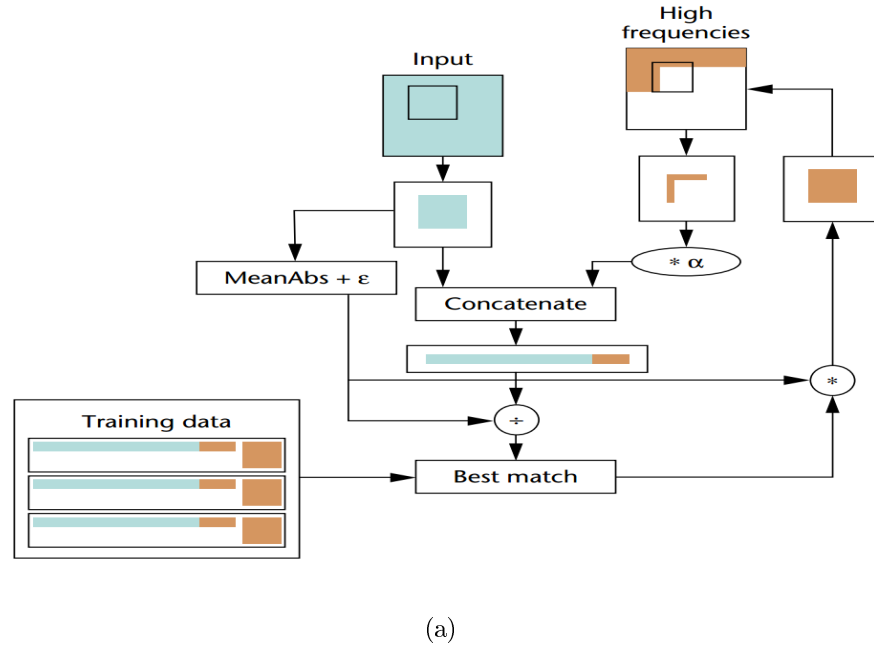 High
frequencies
Input
MeanAbs + ε
* α
Concatenate
*
Training data
÷
Best match
(a)